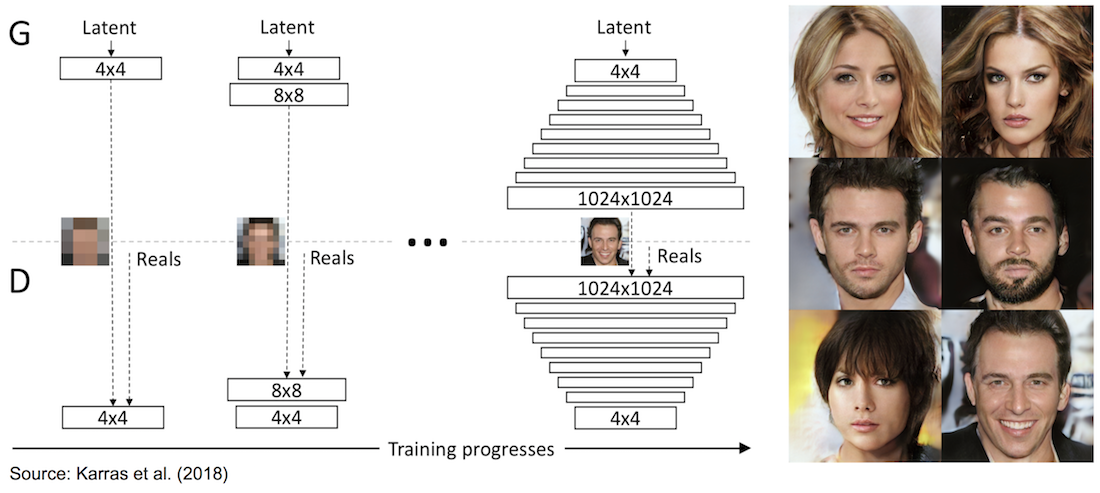 G
Latent
4x4
Latent
4x4
8x8
Latent
4x4
1024x1024
Reals
Reals
Reals
D
1024x1024
4x4
8x8
4x4
4x4
Training progresses
Source: Karras et al. (2018)